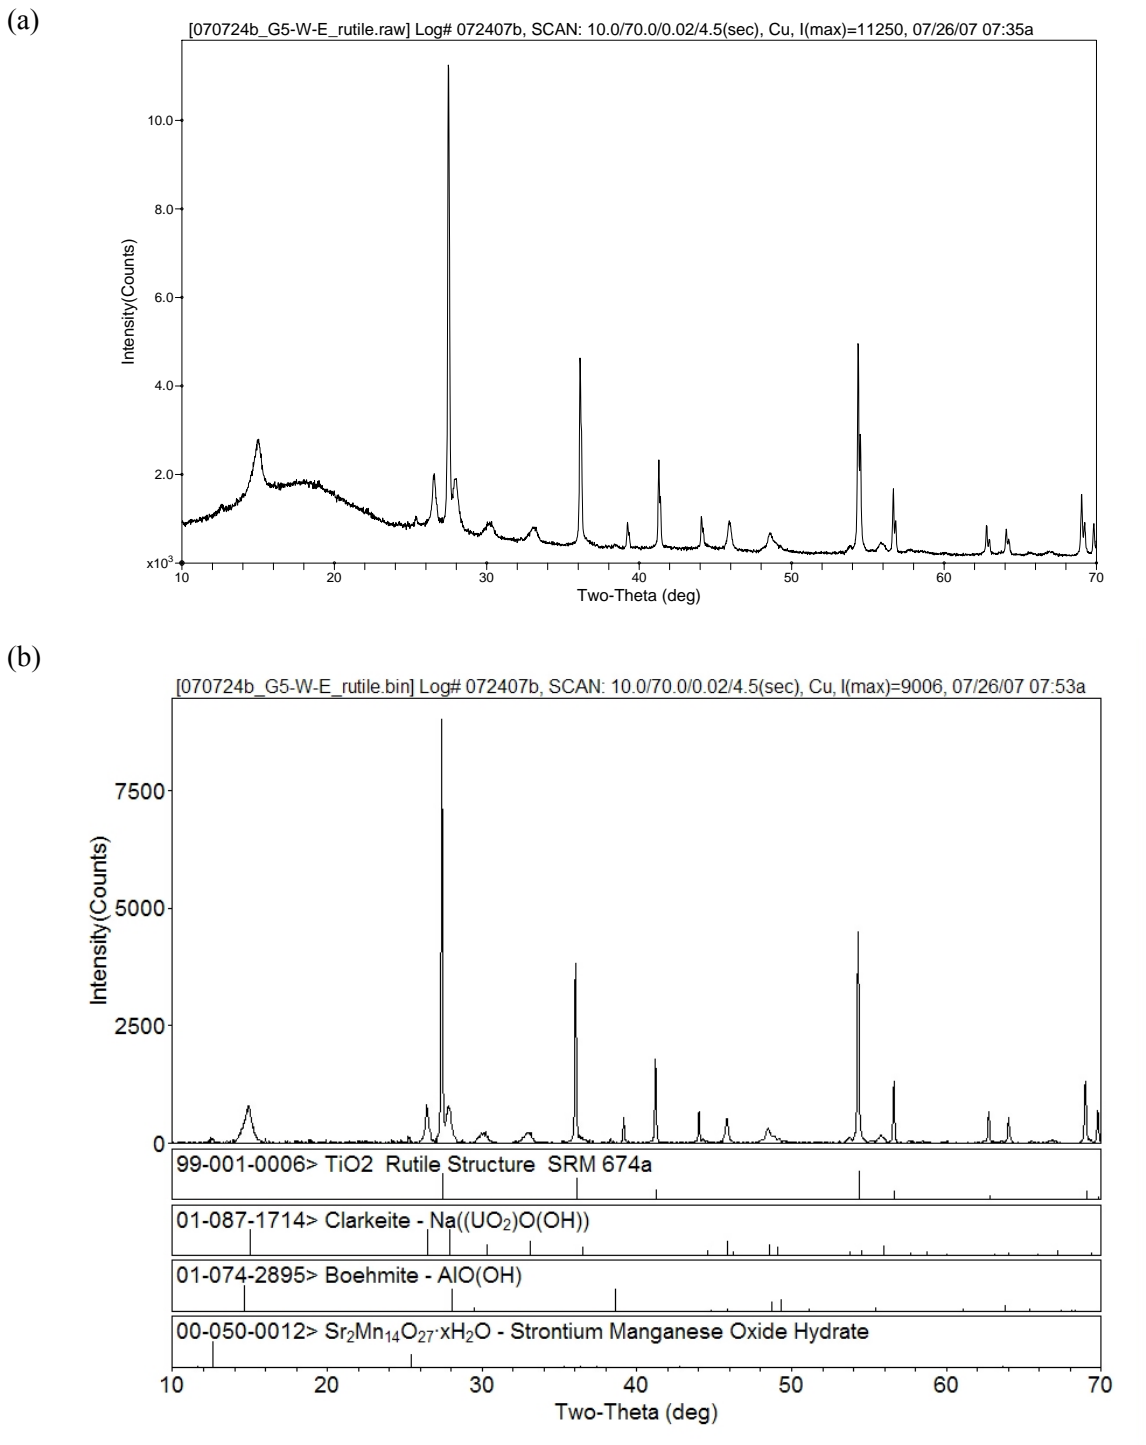 (a)
[070724b_G5-W-E_rutile.raw] Log# 072407b, SCAN: 10.0/70.0/0.02/4.5(sec), Cu, I(max)=11250, 07/26/07 07:35a
10.0
8.0
6.0
4.0
2.0
x10³
Intensity(Counts)
10 20 30 40 50 60 70
Two-Theta (deg)
(b)
[070724b_G5-W-E_rutile.bin] Log# 072407b, SCAN: 10.0/70.0/0.02/4.5(sec), Cu, I(max)=9006, 07/26/07 07:53a
7500
5000
2500
0
Intensity(Counts)
99-001-0006> TiO2 Rutile Structure SRM 674a
01-087-1714> Clarkeite - Na((UO₂)O(OH))
01-074-2895> Boehmite - AlO(OH)
00-050-0012> Sr₂Mn₁₄O₂₇·xH₂O - Strontium Manganese Oxide Hydrate
10 20 30 40 50 60 70
Two-Theta (deg)